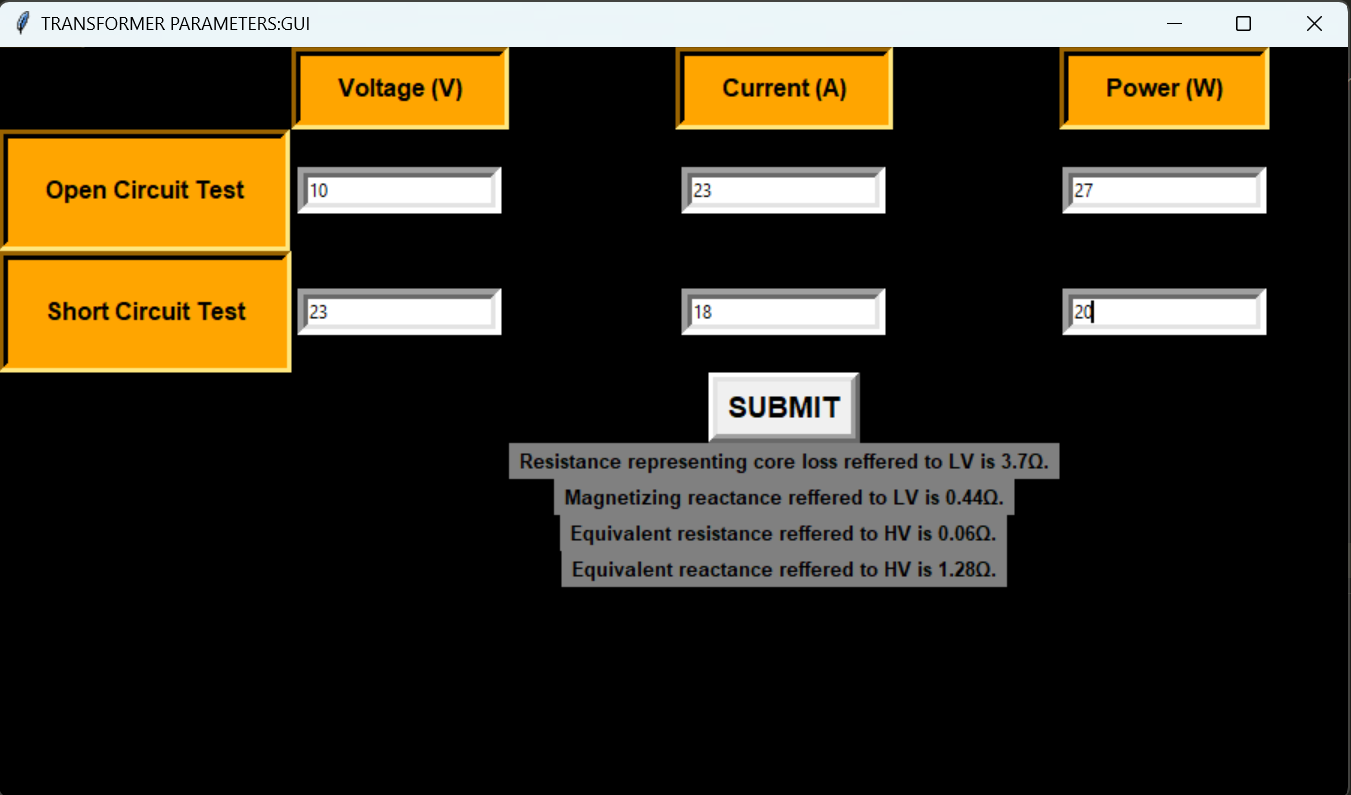 TRANSFORMER PARAMETERS:GUI
Voltage (V) Current (A) Power (W)
Open Circuit Test 10 23 27
Short Circuit Test 23 18 20
SUBMIT
Resistance representing core loss reffered to LV is 3.7Ω.
Magnetizing reactance reffered to LV is 0.44Ω.
Equivalent resistance reffered to HV is 0.06Ω.
Equivalent reactance reffered to HV is 1.28Ω.